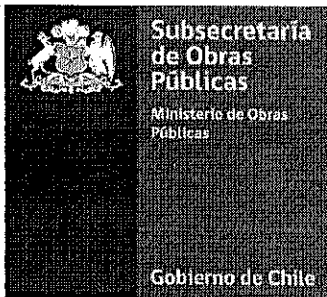 Subsecretaría
de Obras
Públicas
Ministerio de Obras
Públicas
Gobierno de Chile